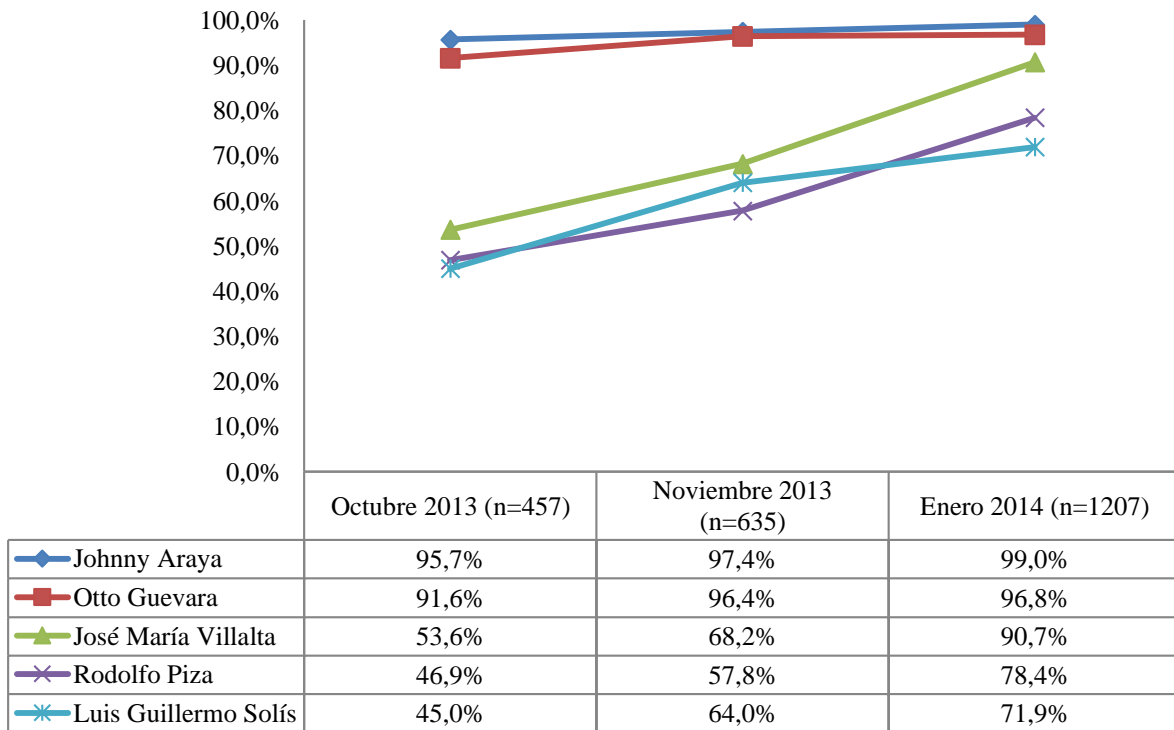 100,0%
90,0%
80,0%
70,0%
60,0%
50,0%
40,0%
30,0%
20,0%
10,0%
0,0%
Octubre 2013 (n=457) Noviembre 2013 (n=635) Enero 2014 (n=1207)
Johnny Araya 95,7% 97,4% 99,0%
Otto Guevara 91,6% 96,4% 96,8%
José María Villalta 53,6% 68,2% 90,7%
Rodolfo Piza 46,9% 57,8% 78,4%
Luis Guillermo Solís 45,0% 64,0% 71,9%